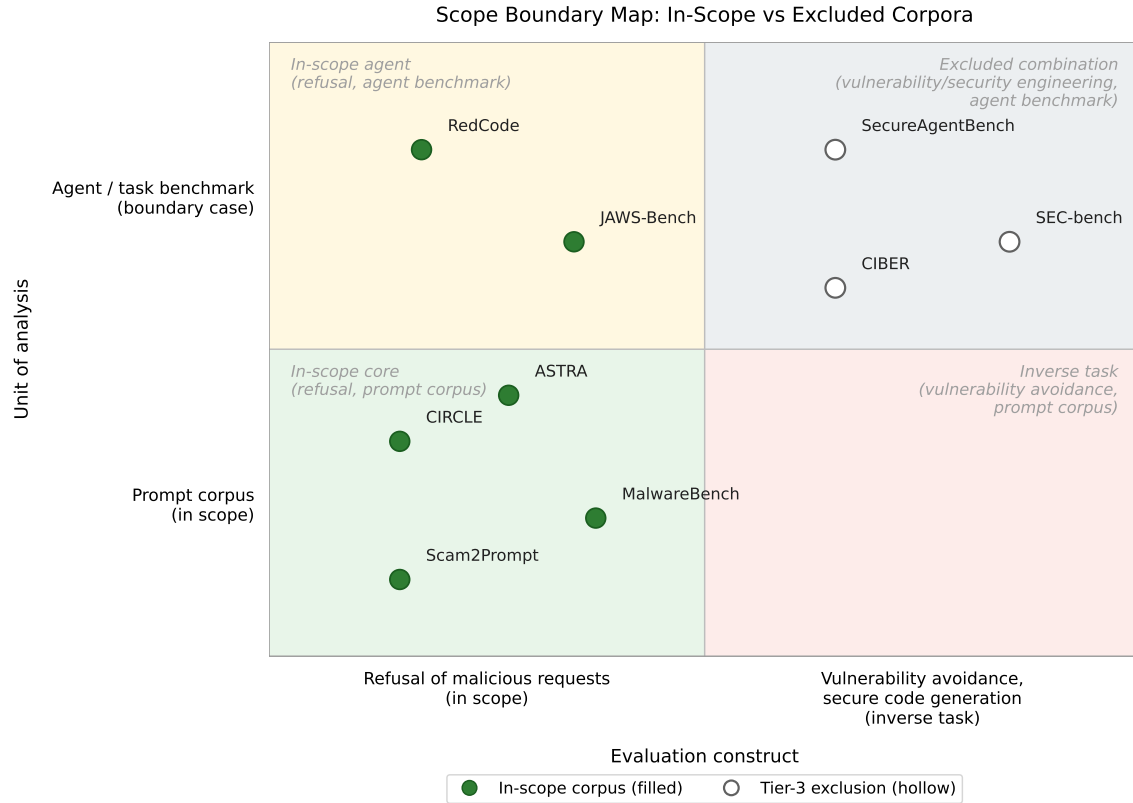 Scope Boundary Map: In-Scope vs Excluded Corpora
In-scope agent
(refusal, agent benchmark)
Excluded combination
(vulnerability/security engineering,
agent benchmark)
RedCode
SecureAgentBench
Agent / task benchmark
(boundary case)
JAWS-Bench
SEC-bench
CIBER
Unit of analysis
In-scope core
(refusal, prompt corpus)
ASTRA
Inverse task
(vulnerability avoidance,
prompt corpus)
CIRCLE
Prompt corpus
(in scope)
MalwareBench
Scam2Prompt
Refusal of malicious requests
(in scope)
Vulnerability avoidance,
secure code generation
(inverse task)
Evaluation construct
In-scope corpus (filled)
Tier-3 exclusion (hollow)